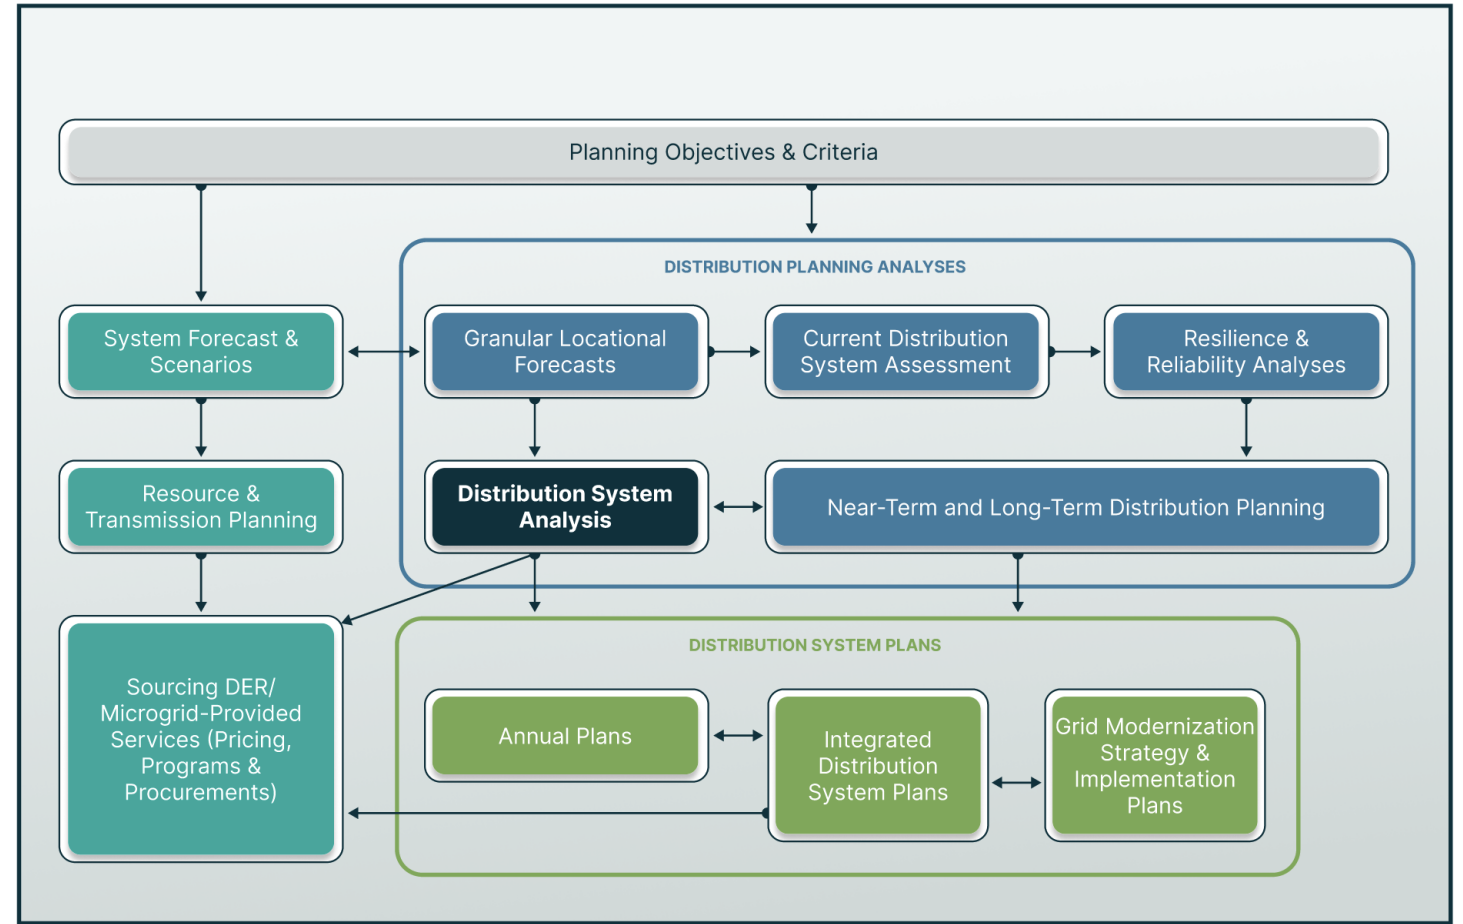 Planning Objectives & Criteria
DISTRIBUTION PLANNING ANALYSES
System Forecast &
Scenarios
Granular Locational
Forecasts
Current Distribution
System Assessment
Resilience &
Reliability Analyses
Resource &
Transmission Planning
Distribution System
Analysis
Near-Term and Long-Term Distribution Planning
Sourcing DER/
Microgrid-Provided
Services (Pricing,
Programs &
Procurements)
DISTRIBUTION SYSTEM PLANS
Annual Plans
Integrated
Distribution
System Plans
Grid Modernization
Strategy &
Implementation
Plans